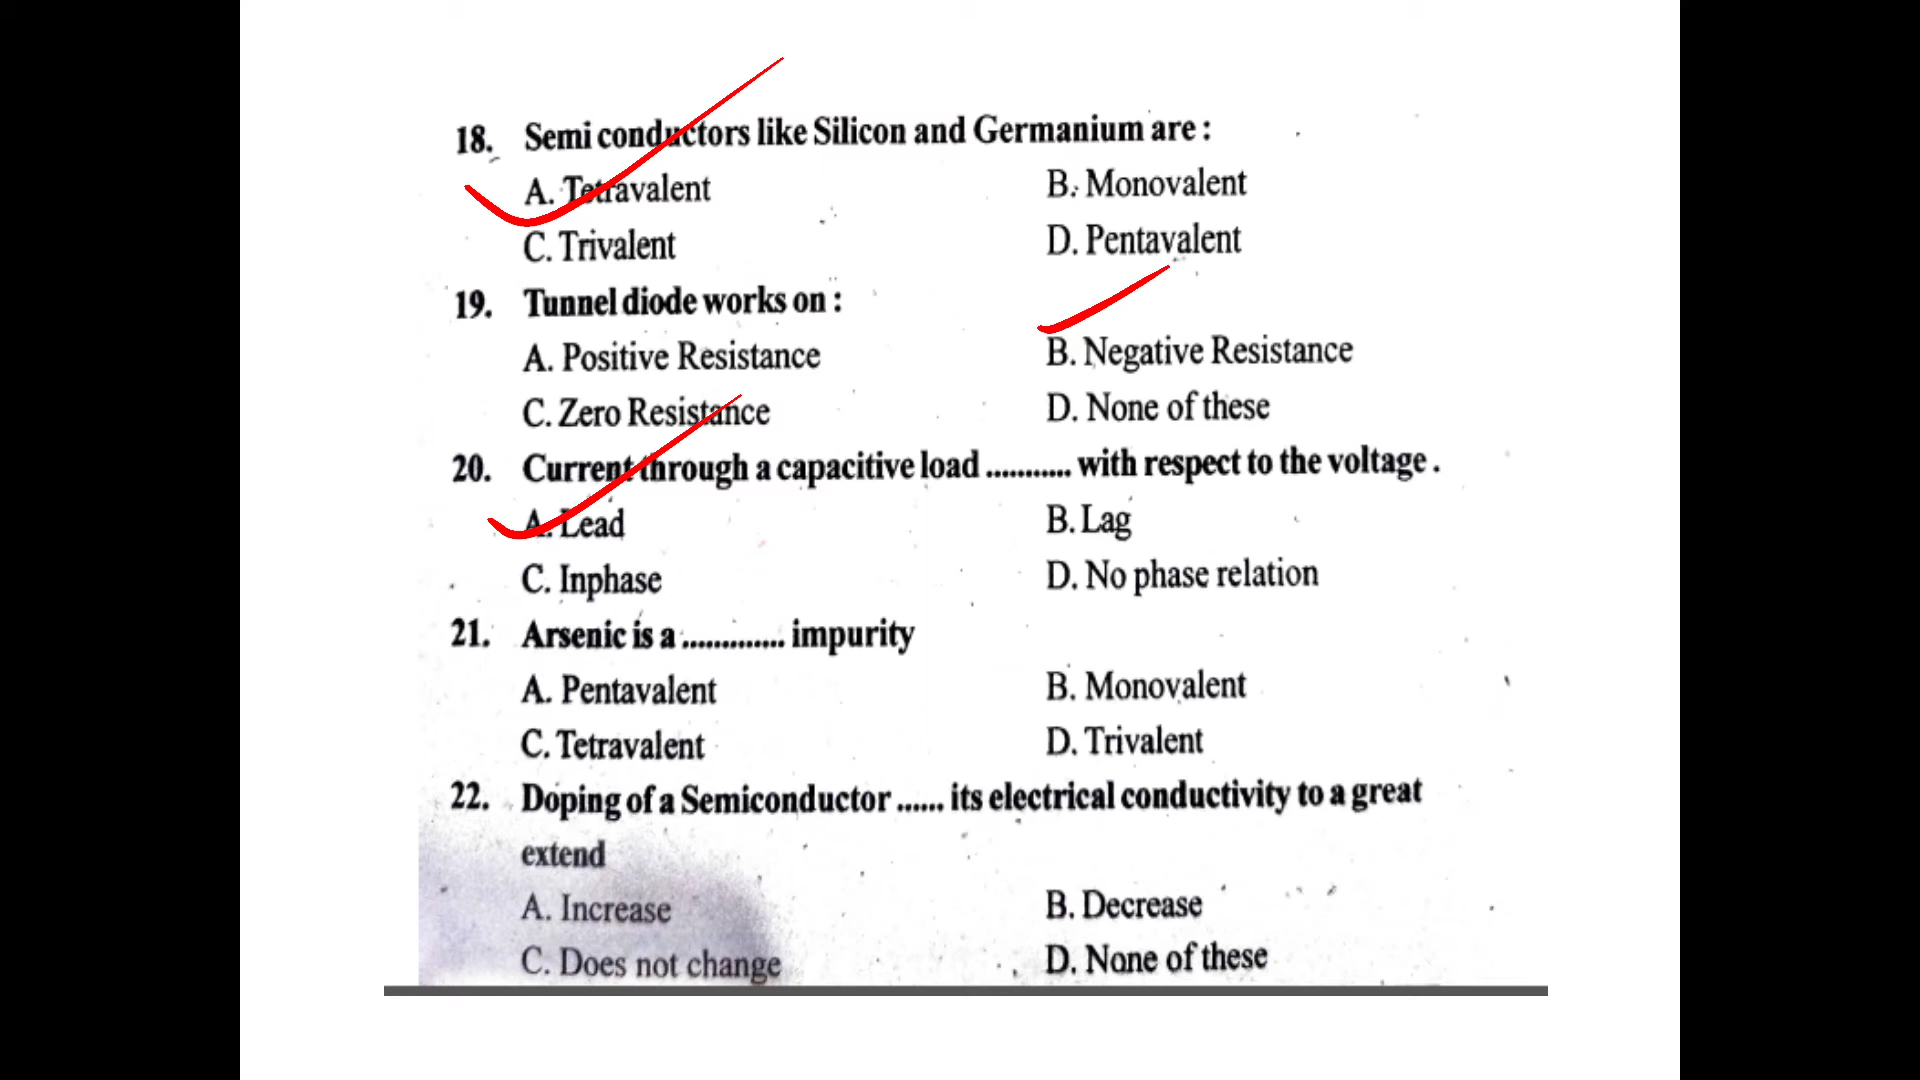 18. Semi conductors like Silicon and Germanium are :
A. Tetravalent B. Monovalent
C. Trivalent D. Pentavalent
19. Tunnel diode works on :
A. Positive Resistance B. Negative Resistance
C. Zero Resistance D. None of these
20. Current through a capacitive load ........... with respect to the voltage .
A. Lead B. Lag
C. Inphase D. No phase relation
21. Arsenic is a ............. impurity
A. Pentavalent B. Monovalent
C. Tetravalent D. Trivalent
22. Doping of a Semiconductor ...... its electrical conductivity to a great
extend
A. Increase B. Decrease
C. Does not change D. None of these